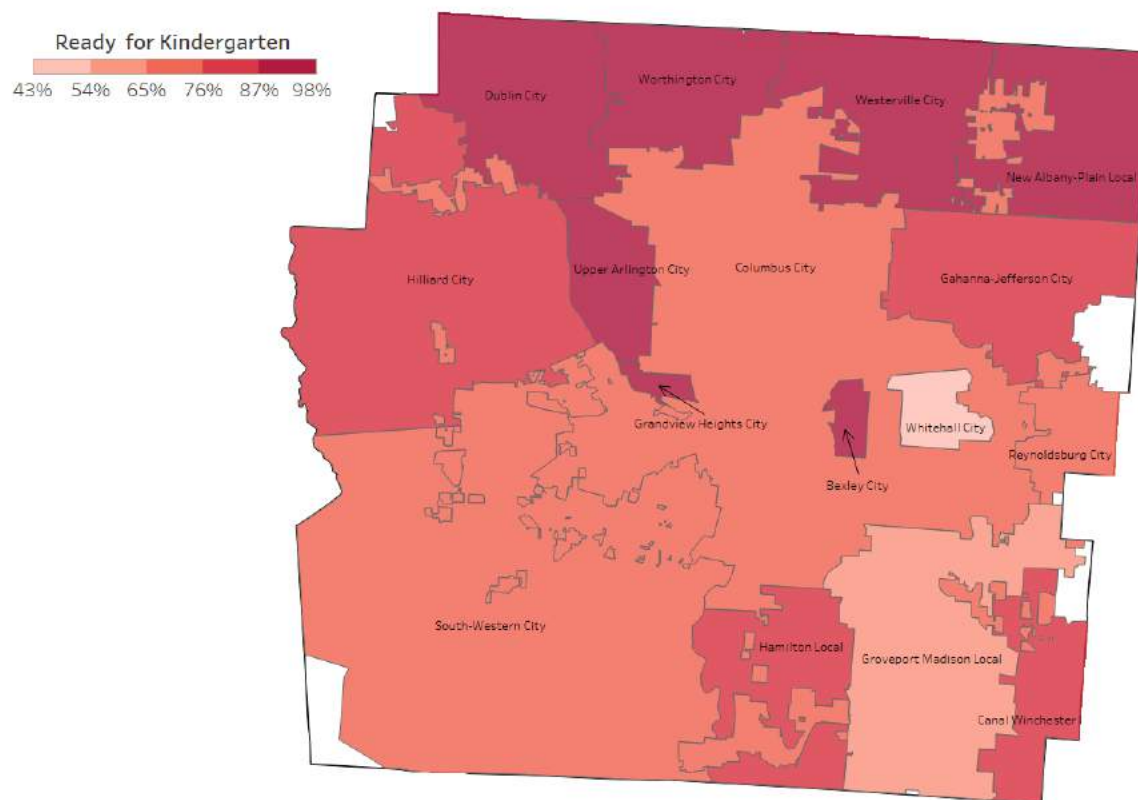 Ready for Kindergarten
43% 54% 65% 76% 87% 98%
Dublin City
Worthington City
Westerville City
New Albany-Plain Local
Hilliard City
Upper Arlington City
Columbus City
Gahanna-Jefferson City
Grandview Heights City
Whitehall City
Reynoldsburg City
Bexley City
South-Western City
Hamilton Local
Groveport Madison Local
Canal Winchester